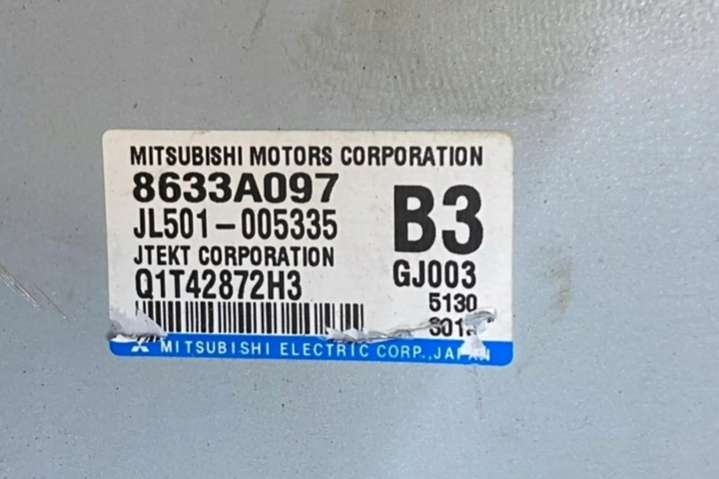 MITSUBISHI MOTORS CORPORATION
8633A097
JL501-005335
B3
JTEKT CORPORATION
GJ003
Q1T42872H3
5130
MITSUBISHI ELECTRIC CORP.,JAPAN